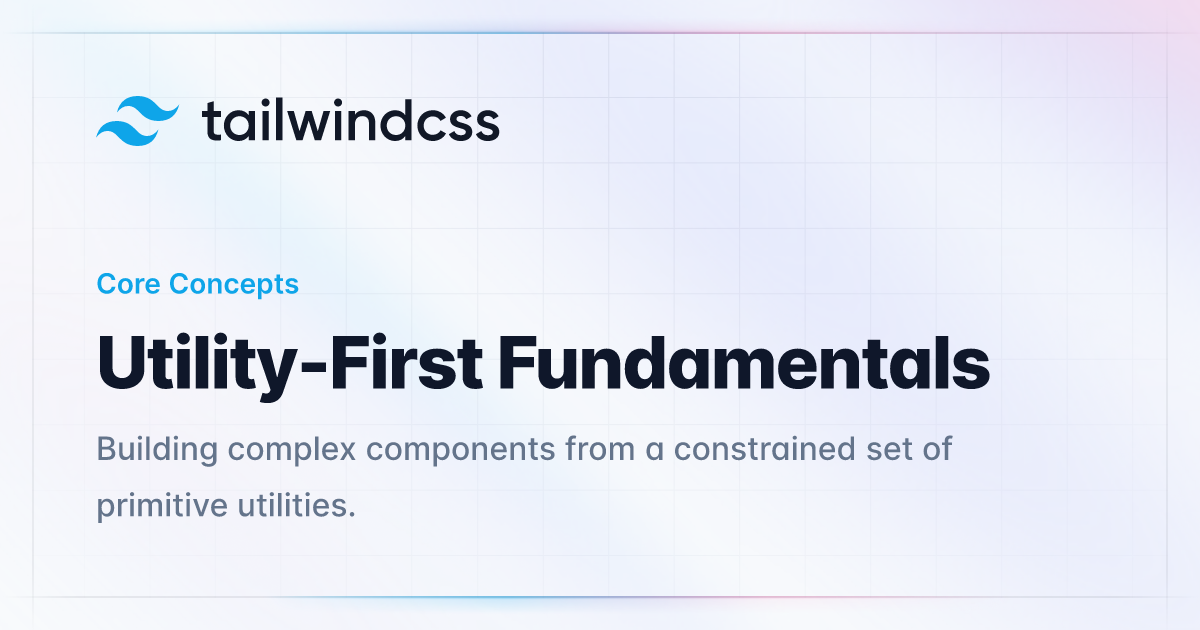 tailwindcss
Core Concepts
Utility-First Fundamentals
Building complex components from a constrained set of
primitive utilities.